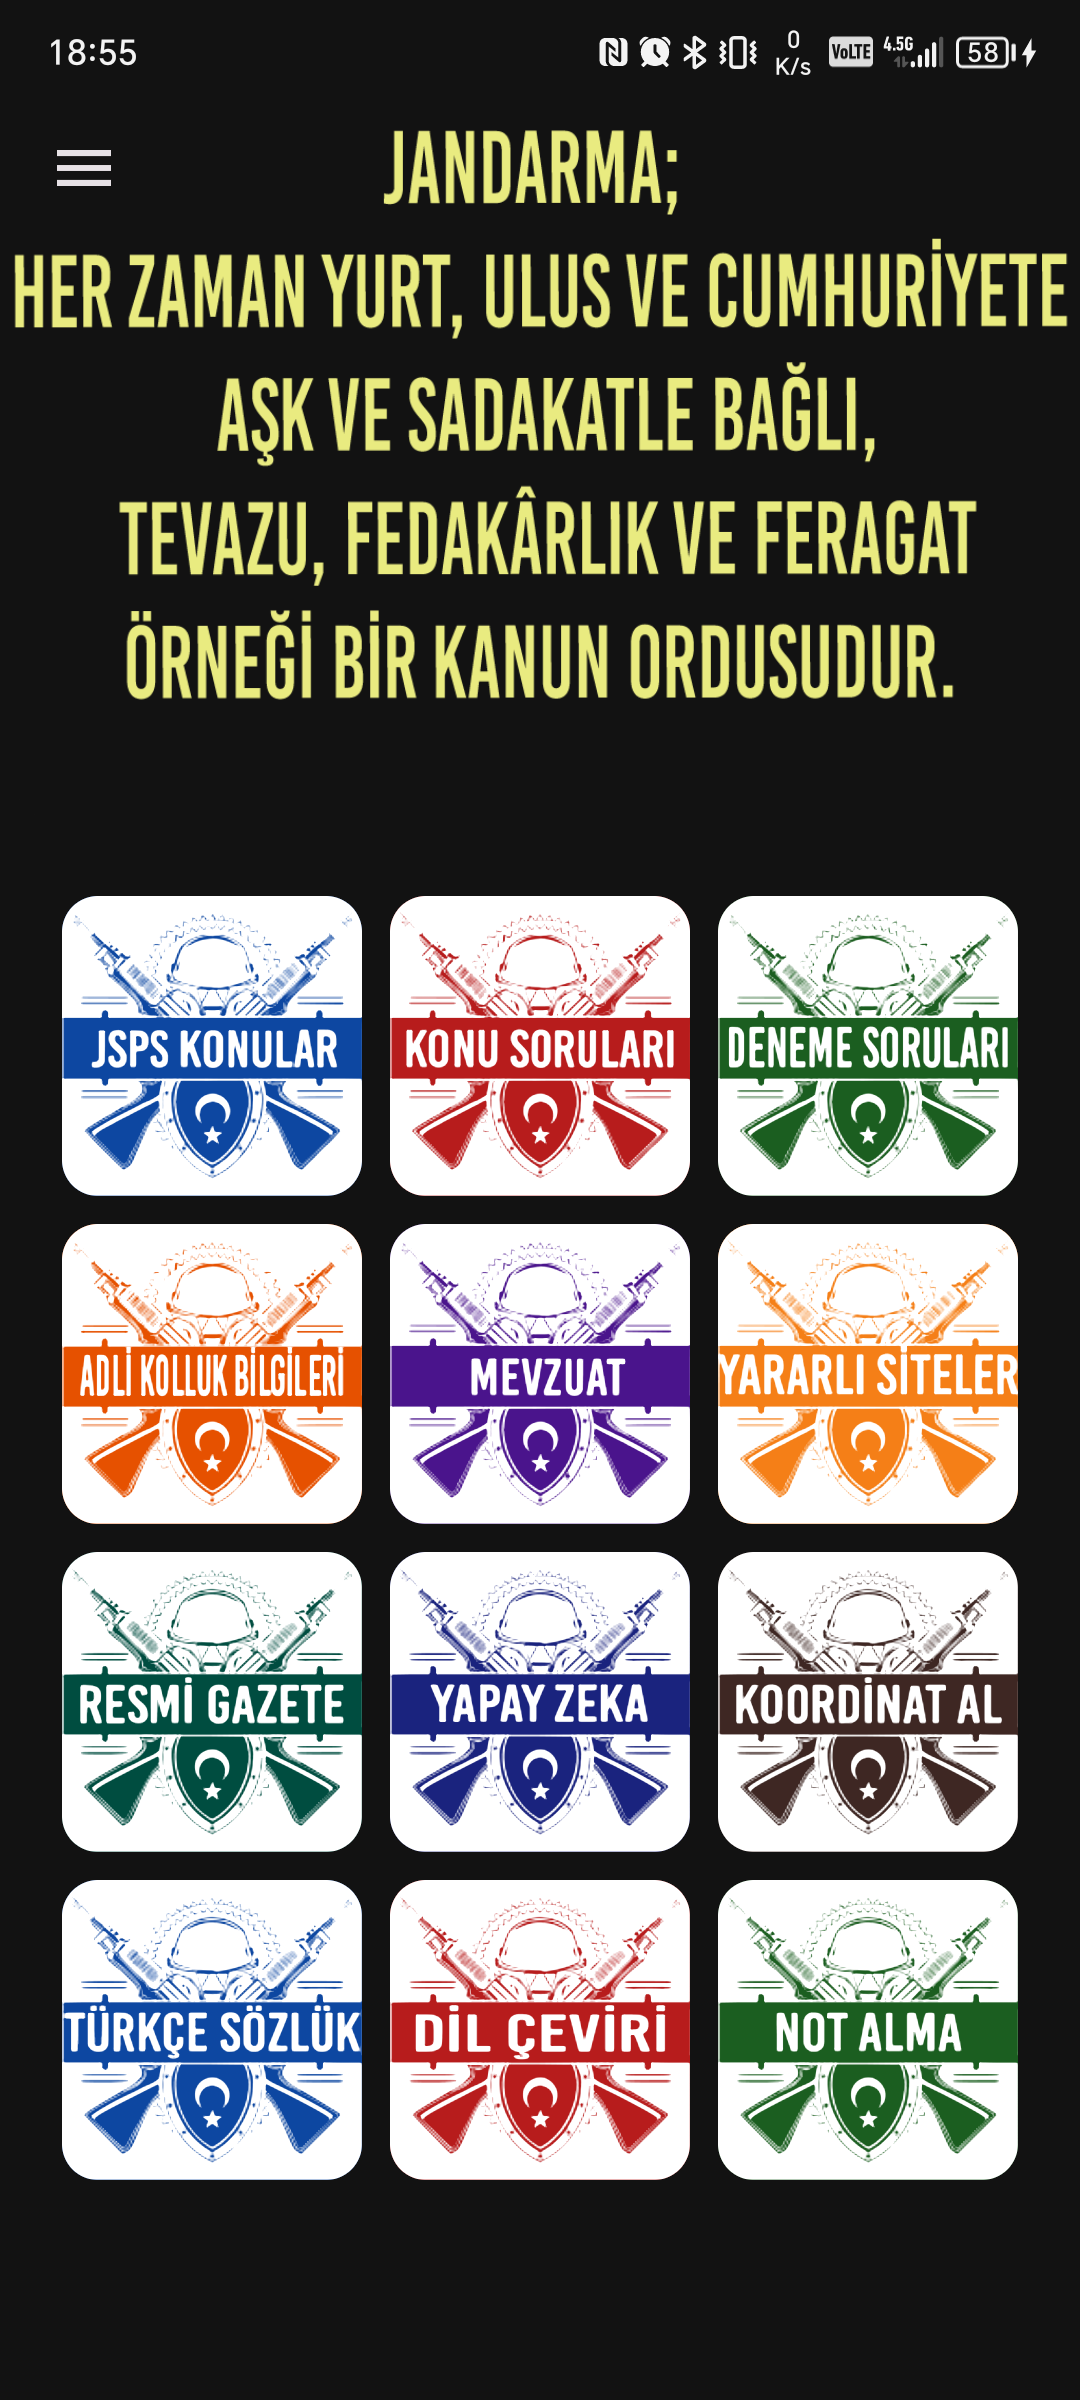 18:55
0 K/s VoLTE 4.5G 58
JANDARMA;
HER ZAMAN YURT, ULUS VE CUMHURİYETE
AŞK VE SADAKATLE BAĞLI,
TEVAZU, FEDAKÂRLIK VE FERAGAT
ÖRNEĞİ BİR KANUN ORDUSUDUR.
JSPS KONULAR
KONU SORULARI
DENEME SORULARI
ADLİ KOLLUK BİLGİLERİ
MEVZUAT
YARARLI SİTELER
RESMİ GAZETE
YAPAY ZEKA
KOORDİNAT AL
TÜRKÇE SÖZLÜK
DİL ÇEVİRİ
NOT ALMA